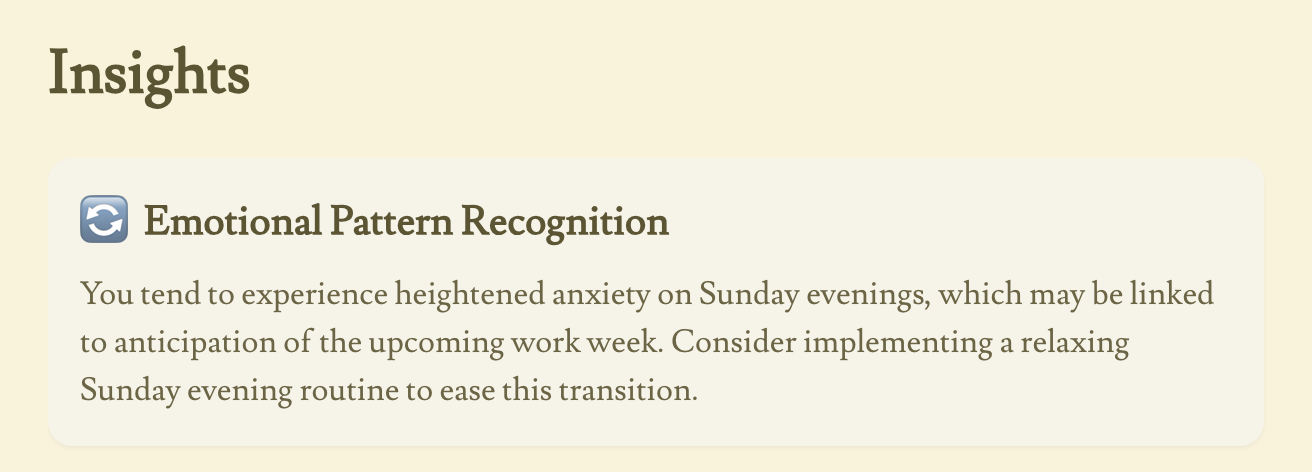 Insights
Emotional Pattern Recognition
You tend to experience heightened anxiety on Sunday evenings, which may be linked
to anticipation of the upcoming work week. Consider implementing a relaxing
Sunday evening routine to ease this transition.